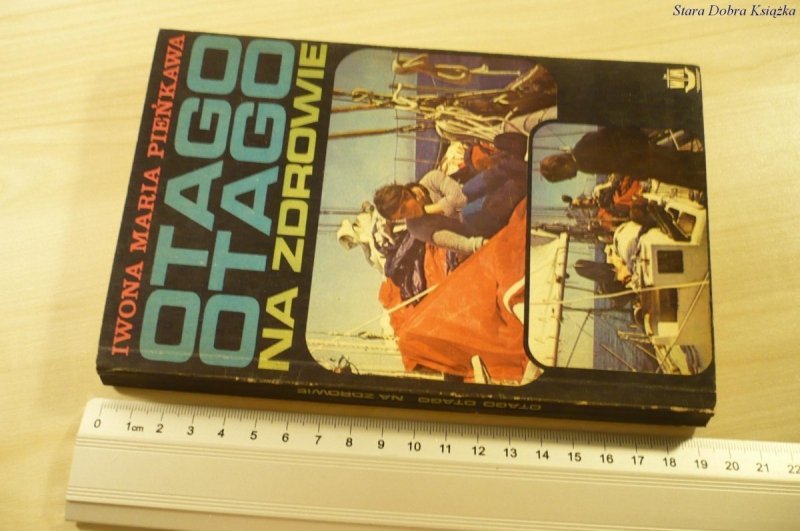 Stara Dobra Książka
IWONA MARIA PIEŃKAWA
OTAGO
OTAGO
NA ZDROWIE
OTAGO OTAGO NA ZDROWIE
0 1cm 2 3 4 5 6 7 8 9 10 11 12 13 14 15 16 17 18 19 20 21 22